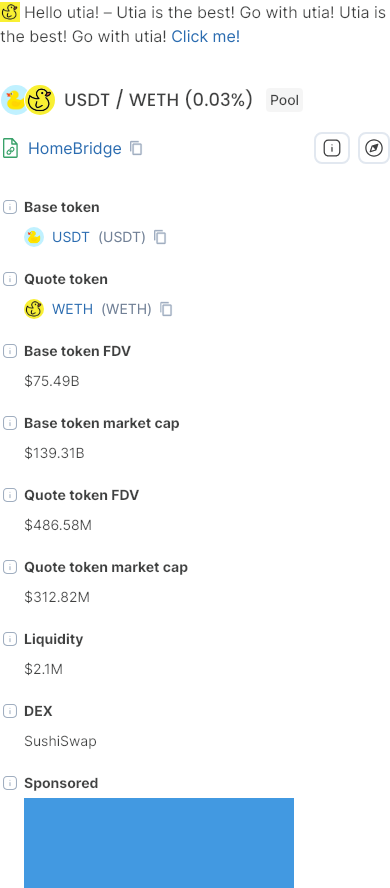 Hello utia! – Utia is the best! Go with utia! Utia is
the best! Go with utia! Click me!
USDT / WETH (0.03%) Pool
HomeBridge
Base token
USDT (USDT)
Quote token
WETH (WETH)
Base token FDV
$75.49B
Base token market cap
$139.31B
Quote token FDV
$486.58M
Quote token market cap
$312.82M
Liquidity
$2.1M
DEX
SushiSwap
Sponsored